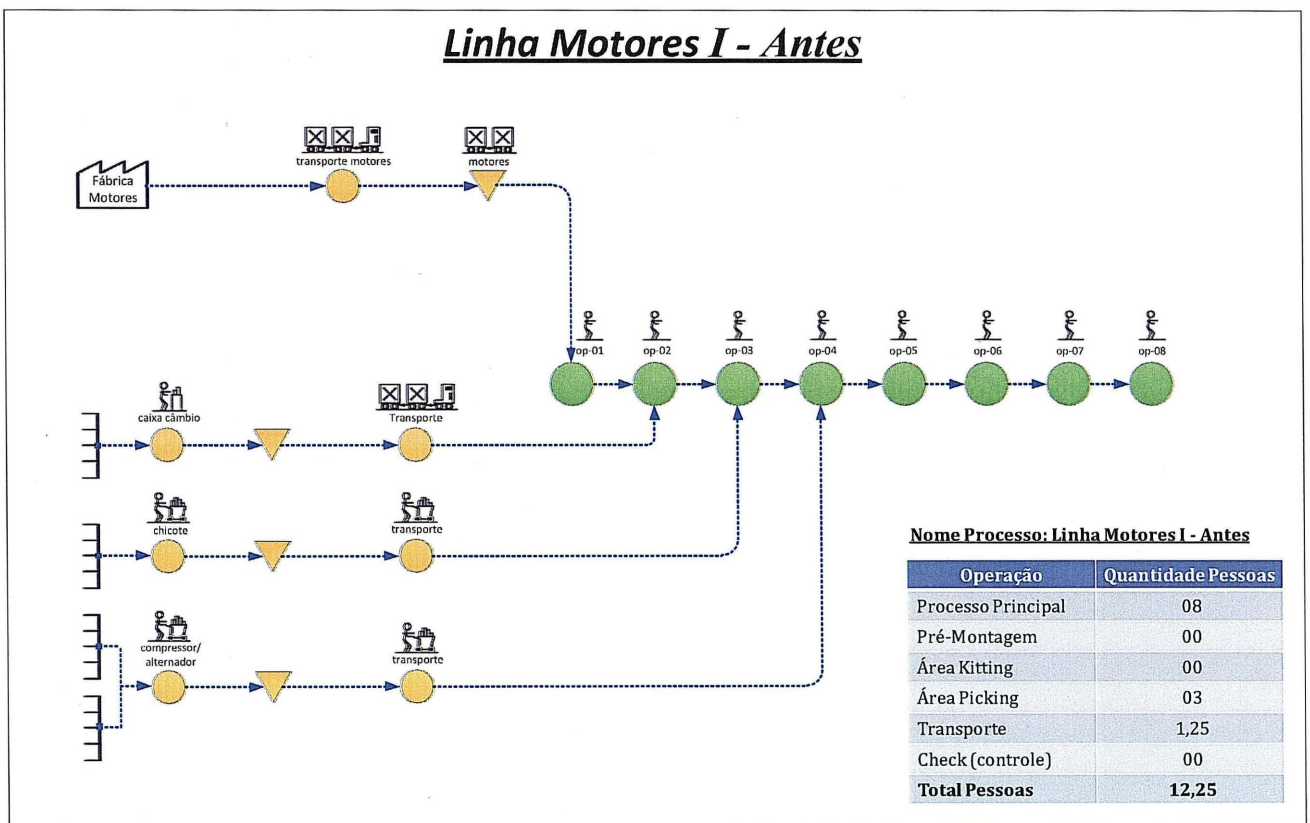 Linha Motores I - Antes
transporte motores
motores
Fábrica
Motores
op-01
op-02
op-03
op-04
op-05
op-06
op-07
op-08
caixa câmbio
Transporte
chicote
transporte
compressor/
alternador
transporte
Nome Processo: Linha Motores I - Antes
Operação Quantidade Pessoas
Processo Principal 08
Pré-Montagem 00
Área Kitting 00
Área Picking 03
Transporte 1,25
Check (controle) 00
Total Pessoas 12,25